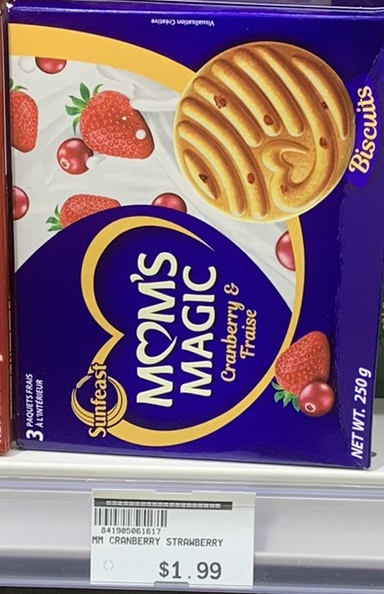 Visualisation Créative
Biscuits
Sunfeast
MOM'S
MAGIC
Cranberry &
Fraise
3 PAQUETS FRAIS
À L'INTÉRIEUR
NET WT. 250 g
841905061617
MM CRANBERRY STRAWBERRY
$1.99